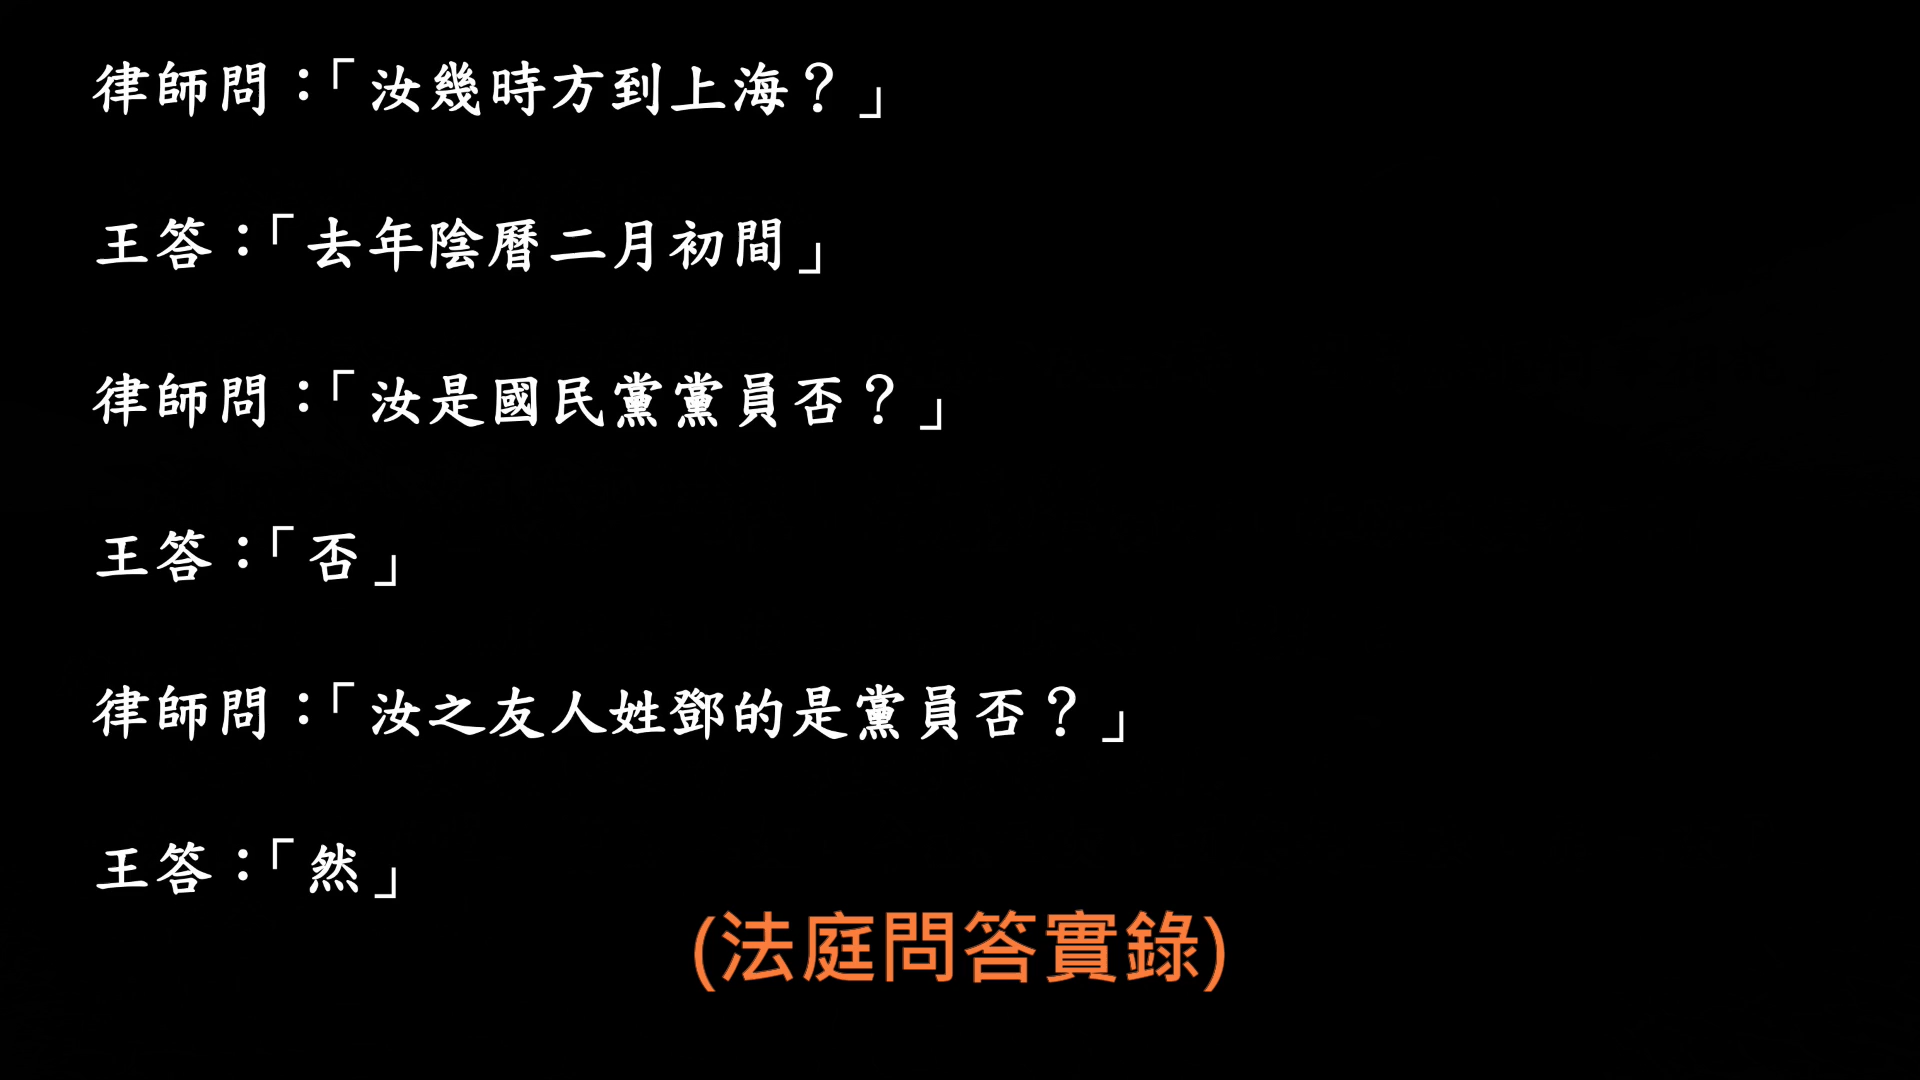 律師問：「汝幾時方到上海？」
王答：「去年陰曆二月初間」
律師問：「汝是國民黨黨員否？」
王答：「否」
律師問：「汝之友人姓鄧的是黨員否？」
王答：「然」
(法庭問答實錄)